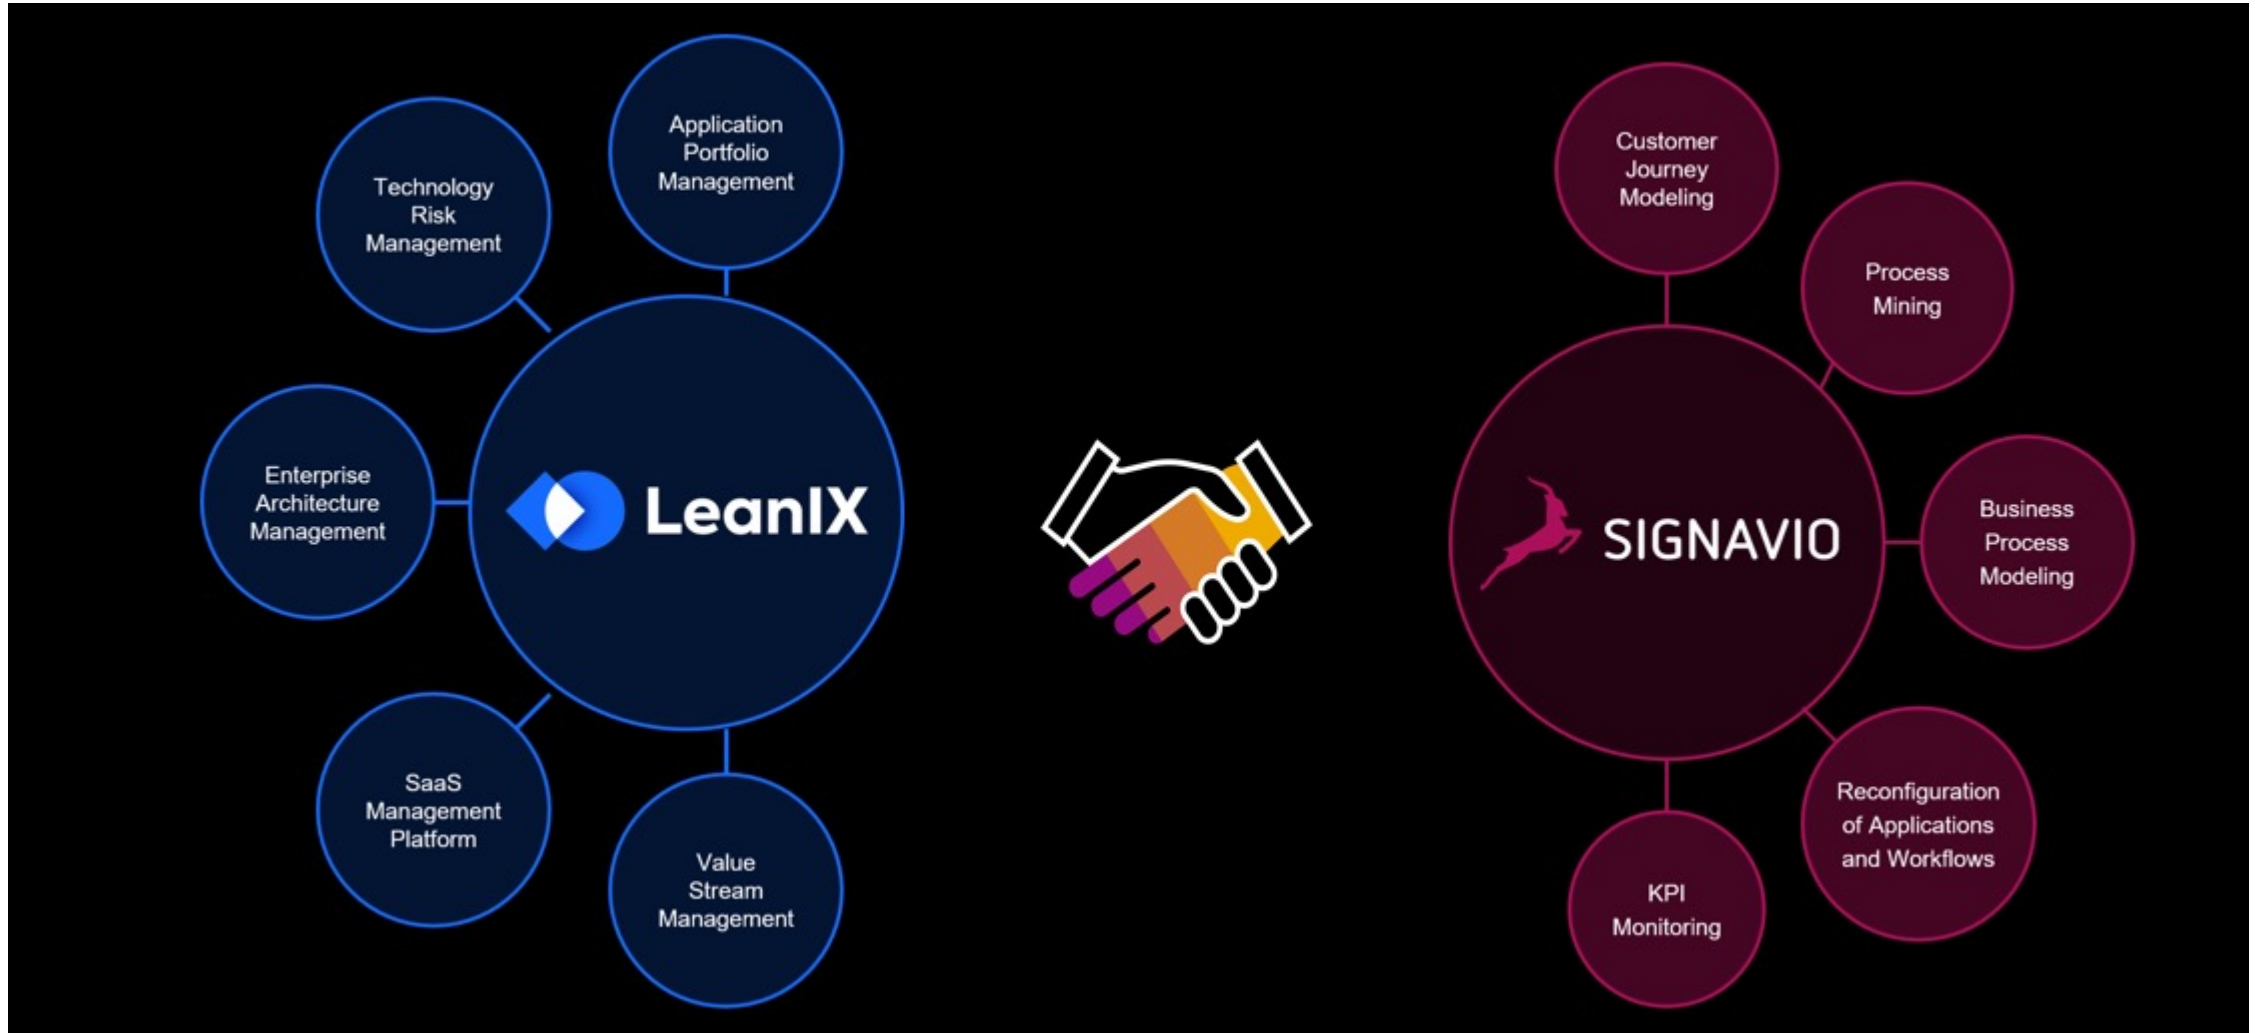 Application
Portfolio
Management
Technology
Risk
Management
Enterprise
Architecture
Management
SaaS
Management
Platform
Value
Stream
Management
LeanIX
Customer
Journey
Modeling
Process
Mining
Business
Process
Modeling
Reconfiguration
of Applications
and Workflows
KPI
Monitoring
SIGNAVIO